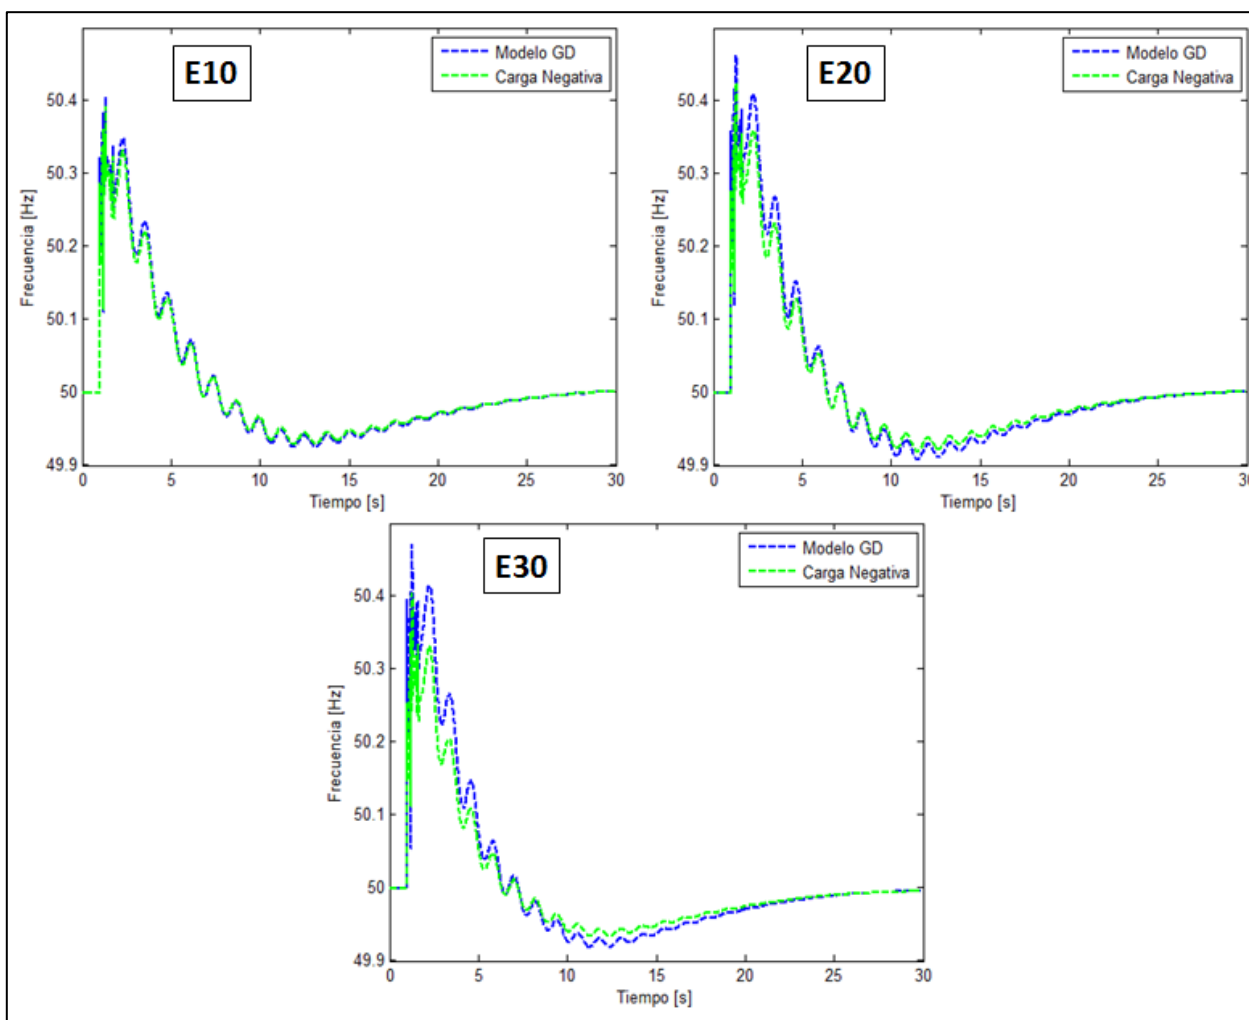 E10
Modelo GD
Carga Negativa
Frecuencia [Hz]
50.4
50.3
50.2
50.1
50
49.9
0 5 10 15 20 25 30
Tiempo [s]
E20
Modelo GD
Carga Negativa
Frecuencia [Hz]
50.4
50.3
50.2
50.1
50
49.9
0 5 10 15 20 25 30
Tiempo [s]
E30
Modelo GD
Carga Negativa
Frecuencia [Hz]
50.4
50.3
50.2
50.1
50
49.9
0 5 10 15 20 25 30
Tiempo [s]